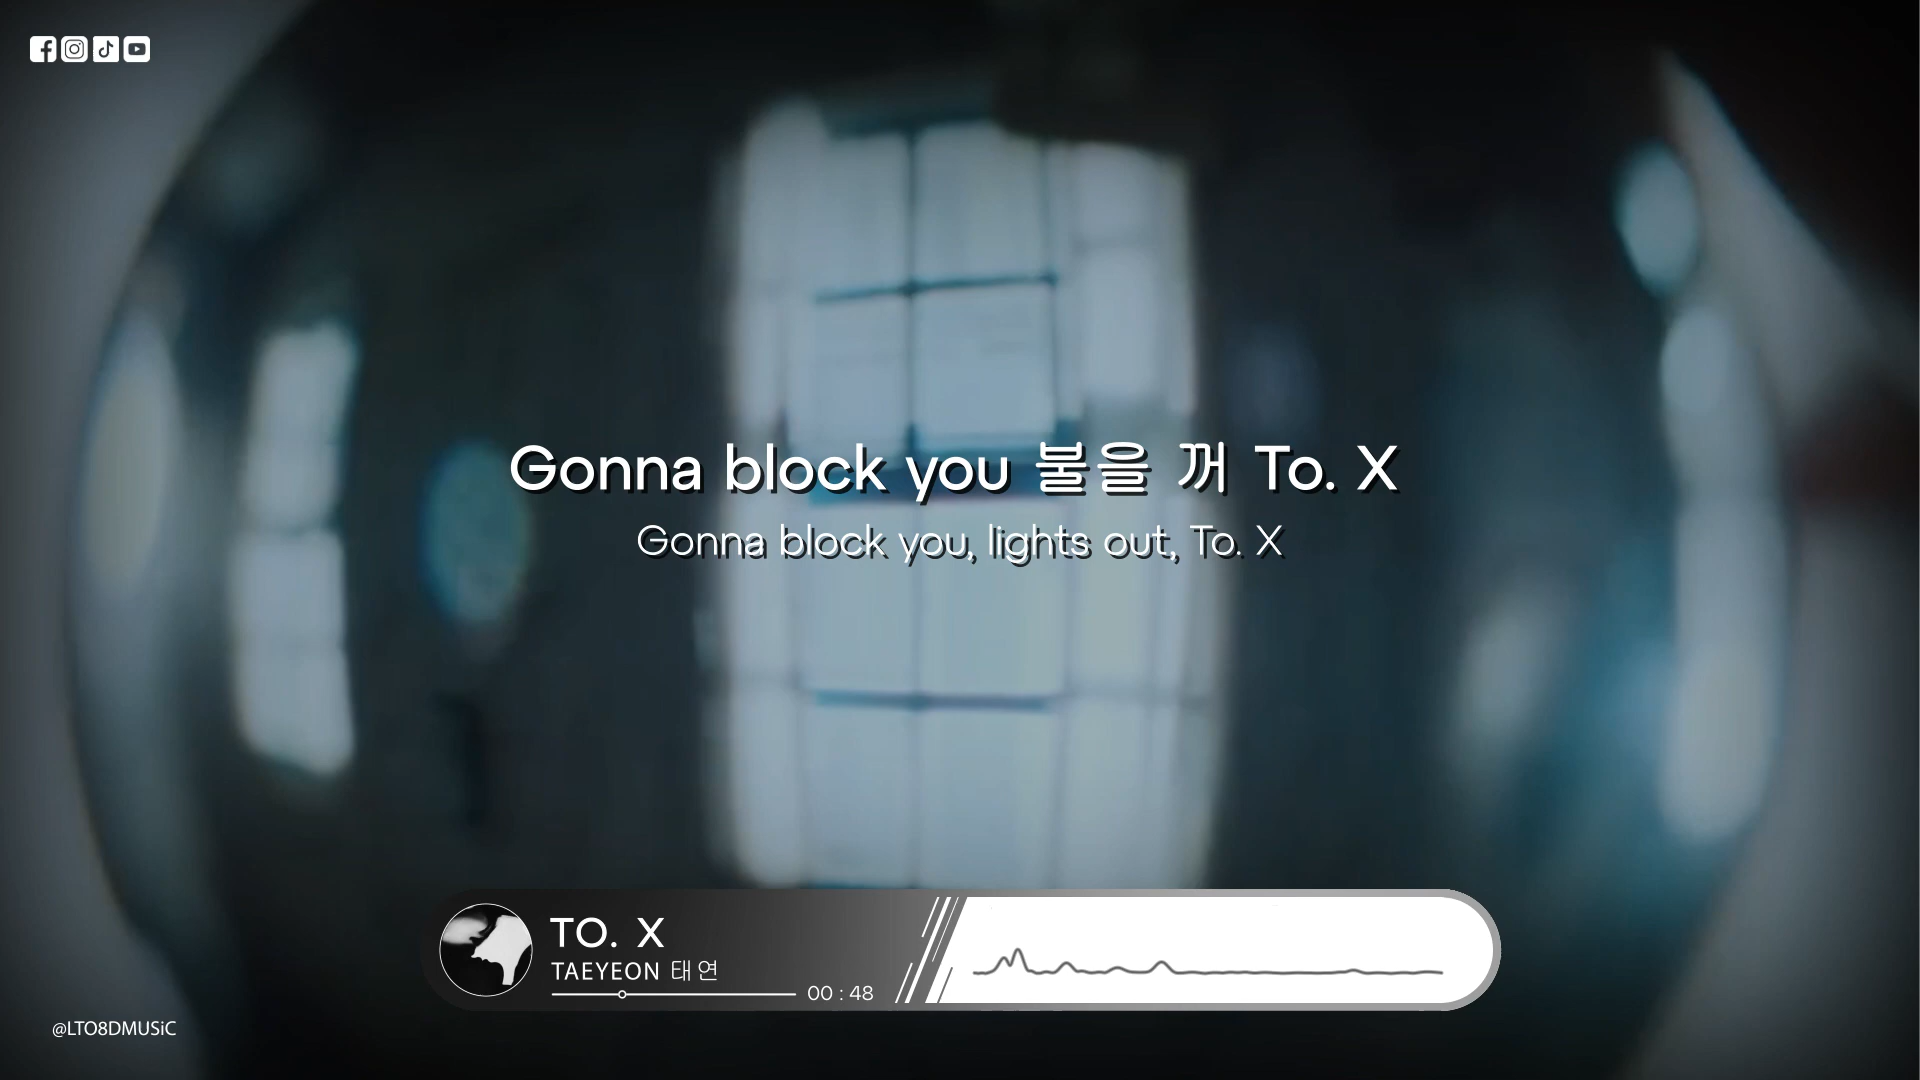 Gonna block you 불을 꺼 To. X
Gonna block you, lights out, To. X
TO. X
TAEYEON 태연
00 : 48
@LTO8DMUSiC